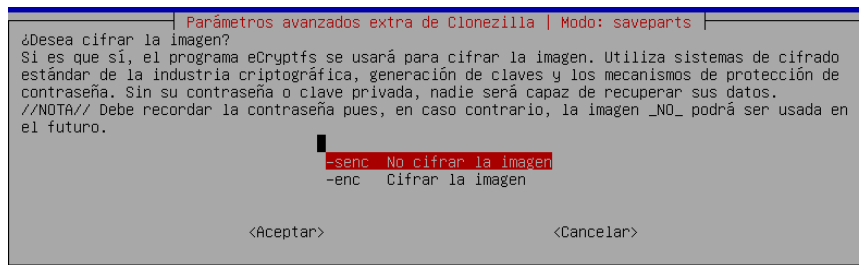 Parámetros avanzados extra de Clonezilla | Modo: saveparts
¿Desea cifrar la imagen?
Si es que sí, el programa eCryptfs se usará para cifrar la imagen. Utiliza sistemas de cifrado
estándar de la industria criptográfica, generación de claves y los mecanismos de protección de
contraseña. Sin su contraseña o clave privada, nadie será capaz de recuperar sus datos.
//NOTA// Debe recordar la contraseña pues, en caso contrario, la imagen _NO_ podrá ser usada en
el futuro.
-senc No cifrar la imagen
-enc Cifrar la imagen
<Aceptar> <Cancelar>